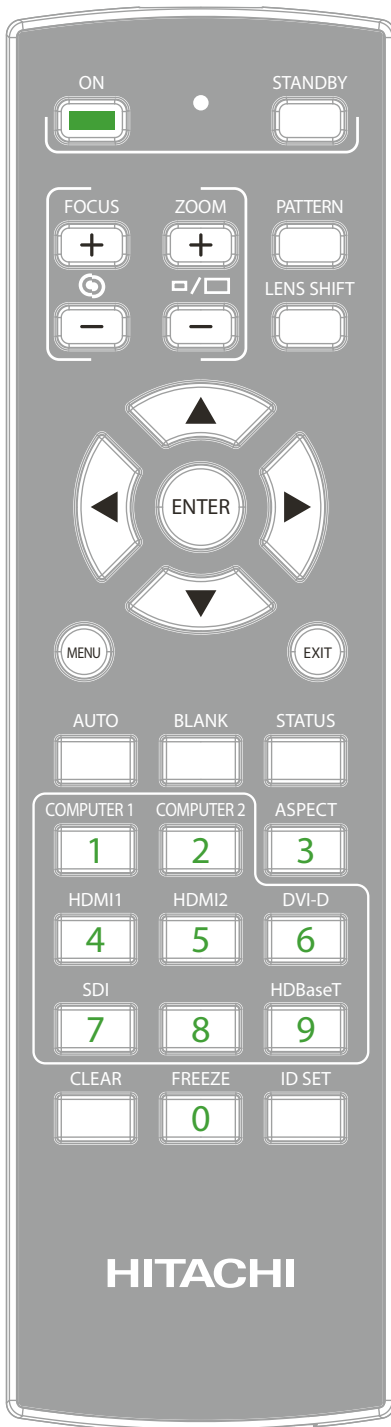 ON STANDBY
FOCUS ZOOM PATTERN
+ +
/ LENS SHIFT
− −
ENTER
MENU EXIT
AUTO BLANK STATUS
COMPUTER 1 COMPUTER 2 ASPECT
1 2 3
HDMI1 HDMI2 DVI-D
4 5 6
SDI HDBaseT
7 8 9
CLEAR FREEZE ID SET
0
HITACHI